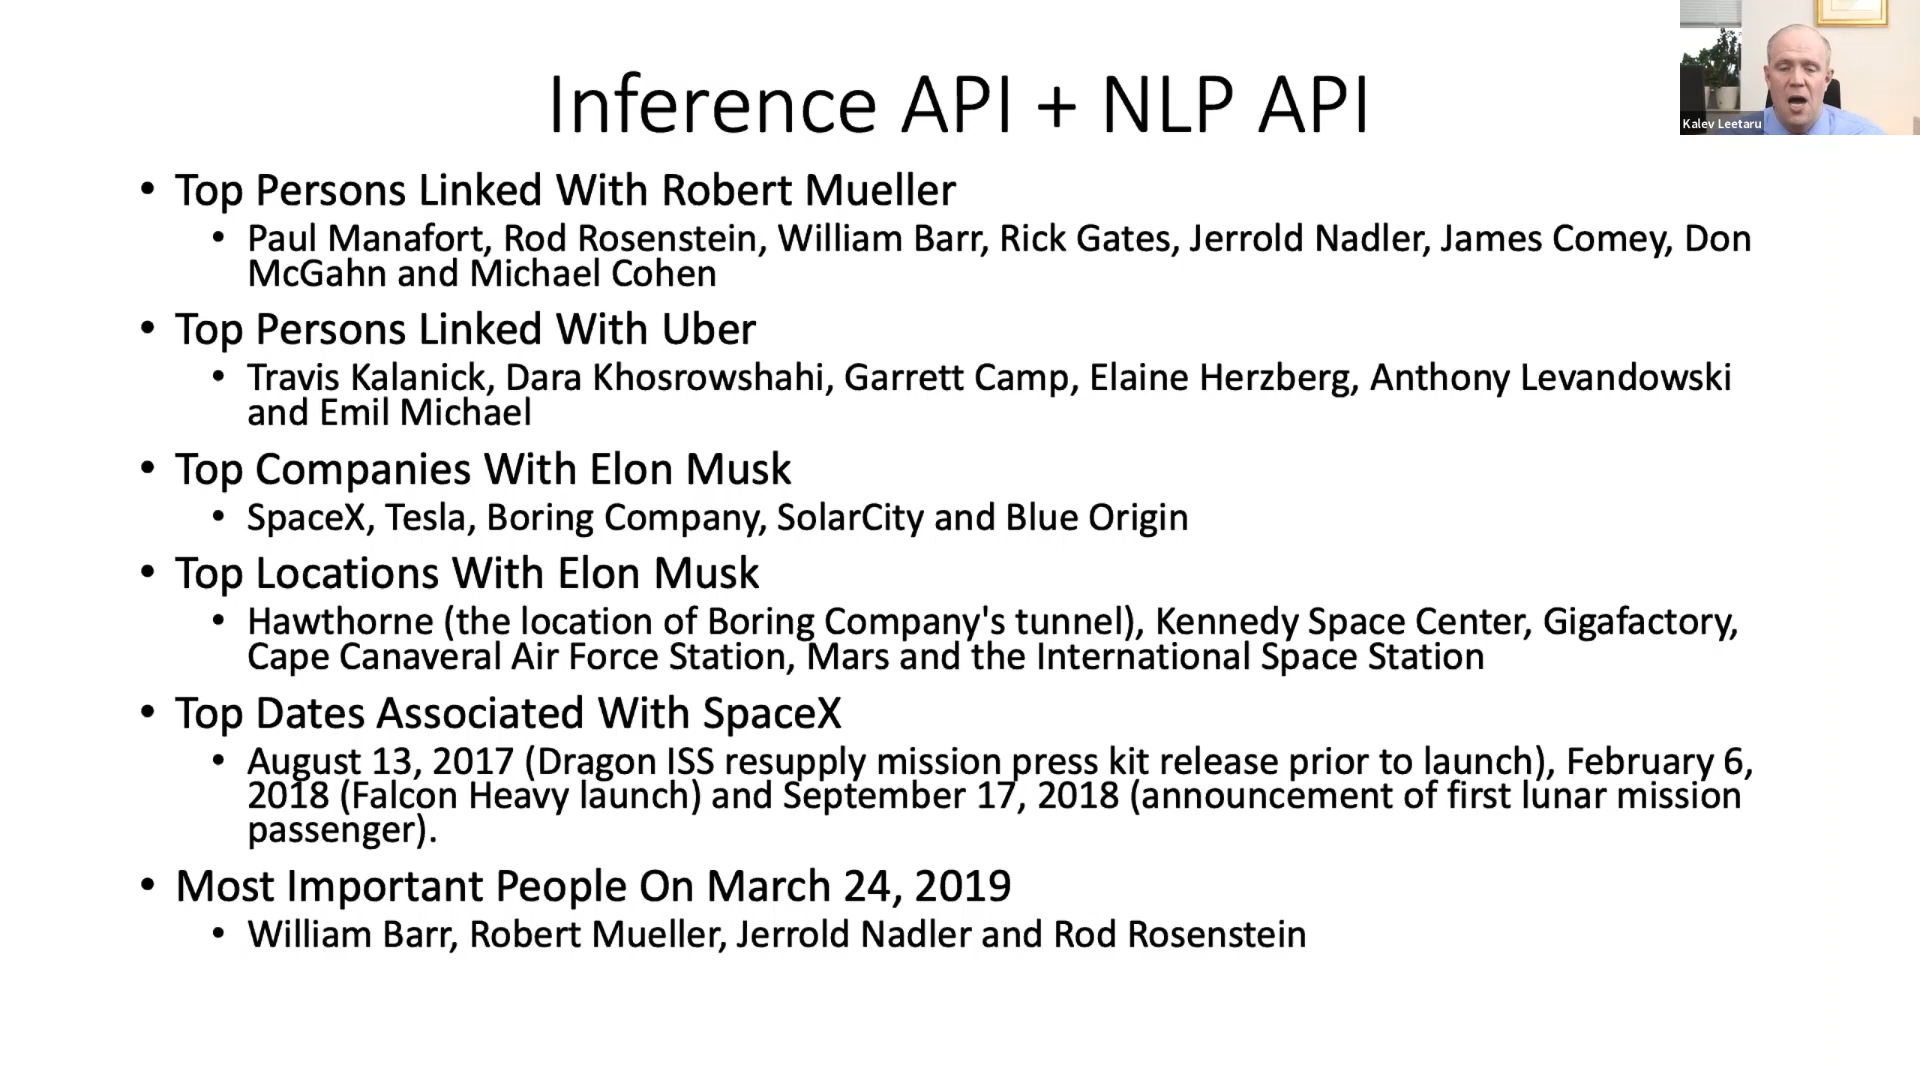 Inference API + NLP API
Kalev Leetaru
• Top Persons Linked With Robert Mueller
• Paul Manafort, Rod Rosenstein, William Barr, Rick Gates, Jerrold Nadler, James Comey, Don
McGahn and Michael Cohen
• Top Persons Linked With Uber
• Travis Kalanick, Dara Khosrowshahi, Garrett Camp, Elaine Herzberg, Anthony Levandowski
and Emil Michael
• Top Companies With Elon Musk
• SpaceX, Tesla, Boring Company, SolarCity and Blue Origin
• Top Locations With Elon Musk
• Hawthorne (the location of Boring Company's tunnel), Kennedy Space Center, Gigafactory,
Cape Canaveral Air Force Station, Mars and the International Space Station
• Top Dates Associated With SpaceX
• August 13, 2017 (Dragon ISS resupply mission press kit release prior to launch), February 6,
2018 (Falcon Heavy launch) and September 17, 2018 (announcement of first lunar mission
passenger).
• Most Important People On March 24, 2019
• William Barr, Robert Mueller, Jerrold Nadler and Rod Rosenstein